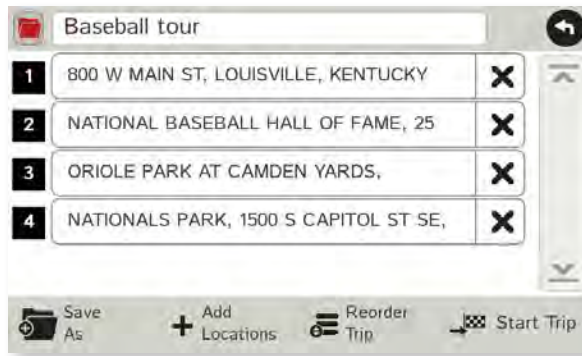 Baseball tour
1 800 W MAIN ST, LOUISVILLE, KENTUCKY
2 NATIONAL BASEBALL HALL OF FAME, 25
3 ORIOLE PARK AT CAMDEN YARDS,
4 NATIONALS PARK, 1500 S CAPITOL ST SE,
Save As
Add Locations
Reorder Trip
Start Trip